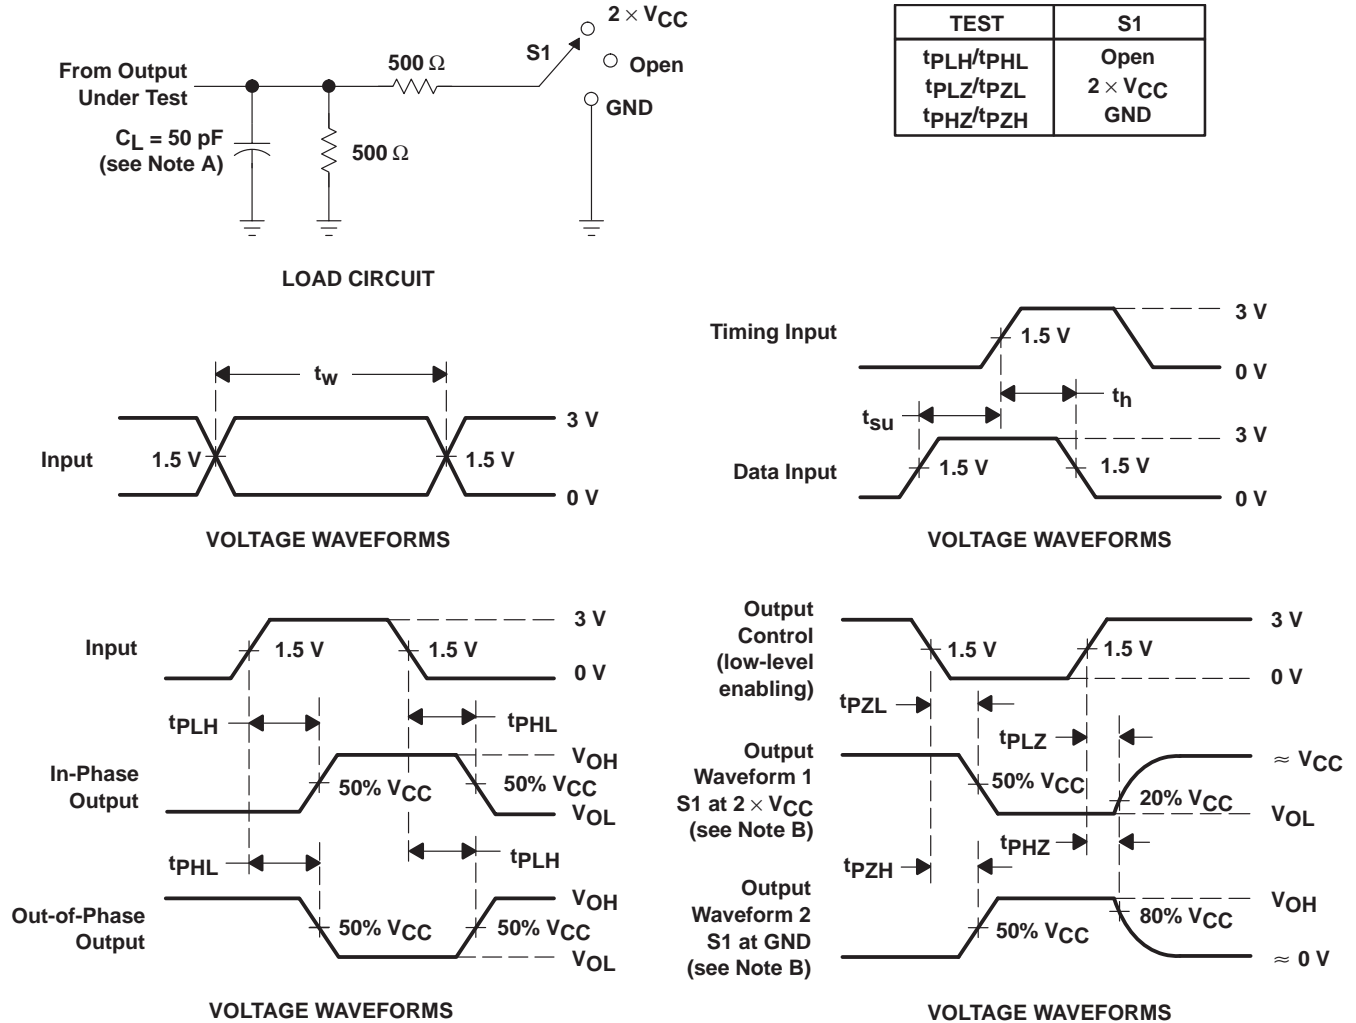 2 × VCC
S1
Open
GND
From Output
Under Test
500 Ω
CL = 50 pF
(see Note A)
500 Ω
LOAD CIRCUIT
TEST S1
tPLH/tPHL Open
tPLZ/tPZL 2 × VCC
tPHZ/tPZH GND
tw
Input
1.5 V
1.5 V
3 V
0 V
VOLTAGE WAVEFORMS
Timing Input
1.5 V
3 V
0 V
tsu
th
Data Input
1.5 V
1.5 V
3 V
0 V
VOLTAGE WAVEFORMS
Input
1.5 V
1.5 V
3 V
0 V
tPLH
tPHL
In-Phase
Output
50% VCC
50% VCC
VOH
VOL
tPHL
tPLH
Out-of-Phase
Output
50% VCC
50% VCC
VOH
VOL
VOLTAGE WAVEFORMS
Output
Control
(low-level
enabling)
1.5 V
1.5 V
3 V
0 V
tPZL
tPLZ
Output
Waveform 1
S1 at 2 × VCC
(see Note B)
50% VCC
20% VCC
≈ VCC
VOL
tPZH
tPHZ
Output
Waveform 2
S1 at GND
(see Note B)
50% VCC
80% VCC
VOH
≈ 0 V
VOLTAGE WAVEFORMS